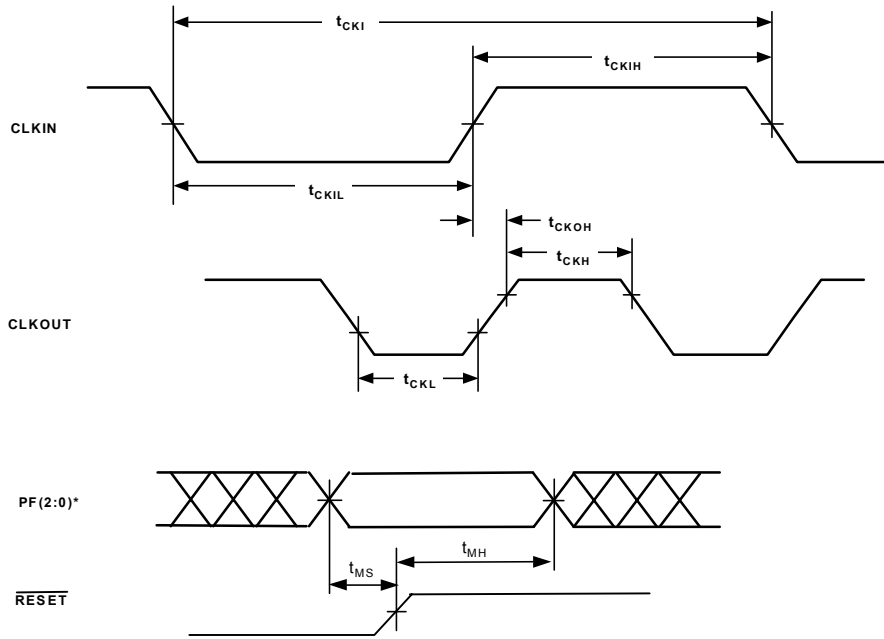 tCKI
tCKIH
CLKIN
tCKIL
tCKOH
tCKH
CLKOUT
tCKL
PF(2:0)*
tMH
tMS
RESET